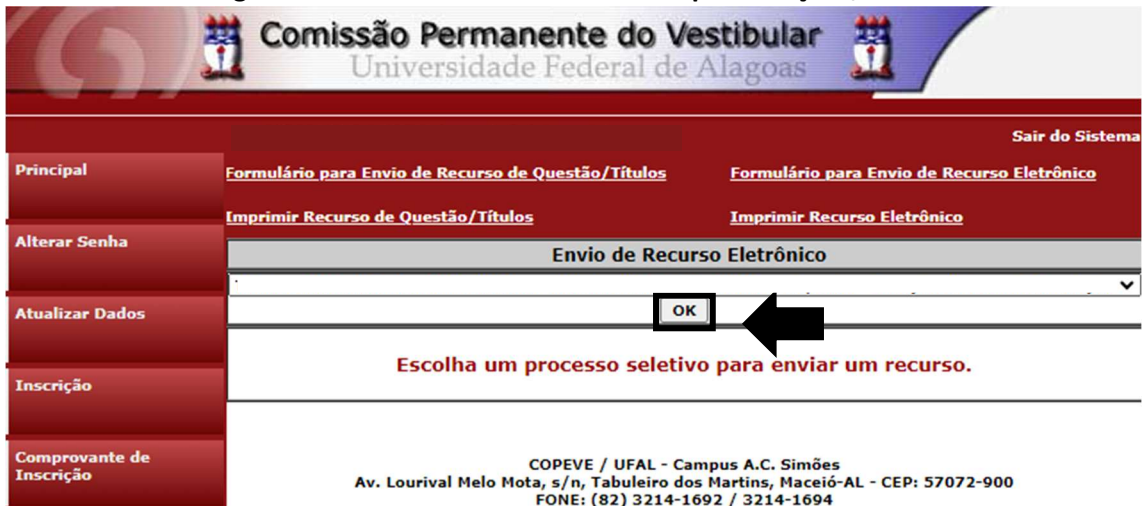 Comissão Permanente do Vestibular
Universidade Federal de Alagoas
Sair do Sistema
Principal
Formulário para Envio de Recurso de Questão/Títulos
Formulário para Envio de Recurso Eletrônico
Imprimir Recurso de Questão/Títulos
Imprimir Recurso Eletrônico
Alterar Senha
Envio de Recurso Eletrônico
Atualizar Dados
OK
Escolha um processo seletivo para enviar um recurso.
Inscrição
Comprovante de
Inscrição
COPEVE / UFAL - Campus A.C. Simões
Av. Lourival Melo Mota, s/n, Tabuleiro dos Martins, Maceió-AL - CEP: 57072-900
FONE: (82) 3214-1692 / 3214-1694